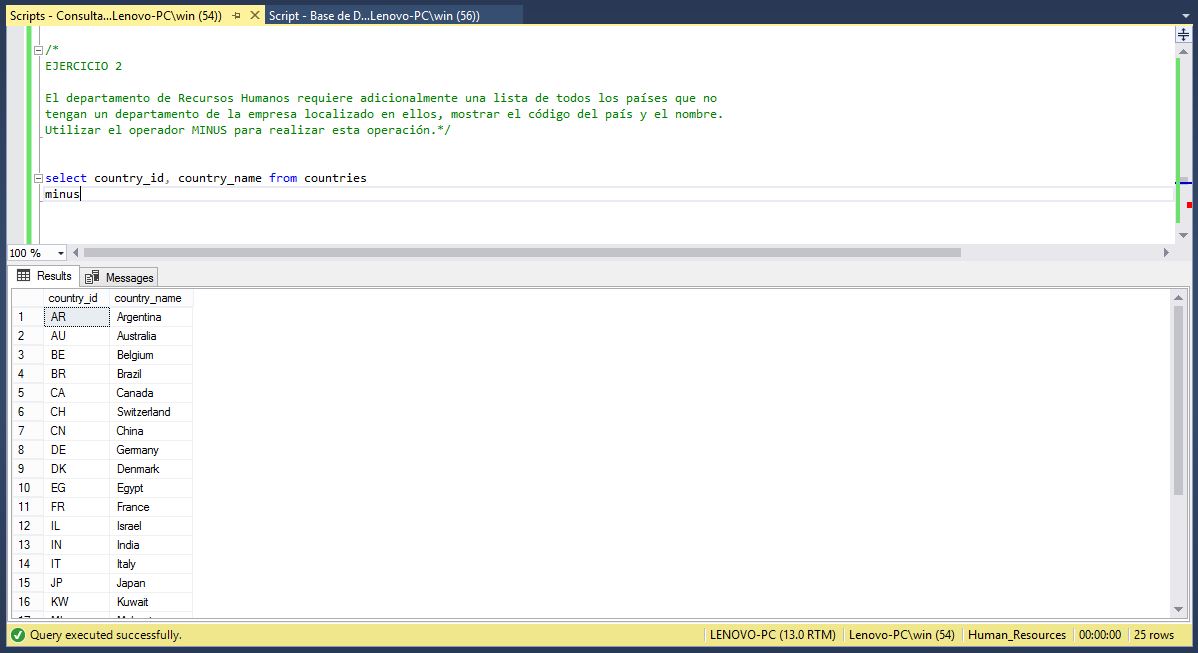 Scripts - Consulta...Lenovo-PC\win (54)) Script - Base de D...Lenovo-PC\win (56))
/*
EJERCICIO 2
El departamento de Recursos Humanos requiere adicionalmente una lista de todos los países que no
tengan un departamento de la empresa localizado en ellos, mostrar el código del país y el nombre.
Utilizar el operador MINUS para realizar esta operación.*/
select country_id, country_name from countries
minus
100 %
Results Messages
country_id country_name
1 AR Argentina
2 AU Australia
3 BE Belgium
4 BR Brazil
5 CA Canada
6 CH Switzerland
7 CN China
8 DE Germany
9 DK Denmark
10 EG Egypt
11 FR France
12 IL Israel
13 IN India
14 IT Italy
15 JP Japan
16 KW Kuwait
Query executed successfully. LENOVO-PC (13.0 RTM) Lenovo-PC\win (54) Human_Resources 00:00:00 25 rows